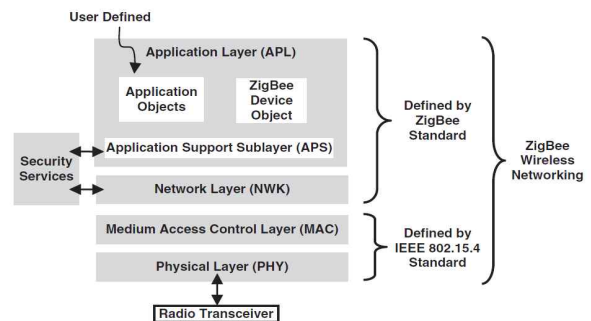 User Defined
Application Layer (APL)
Application
Objects
ZigBee
Device
Object
Application Support Sublayer (APS)
Security
Services
Network Layer (NWK)
Medium Access Control Layer (MAC)
Physical Layer (PHY)
Radio Transceiver
Defined by
ZigBee
Standard
Defined by
IEEE 802.15.4
Standard
ZigBee
Wireless
Networking